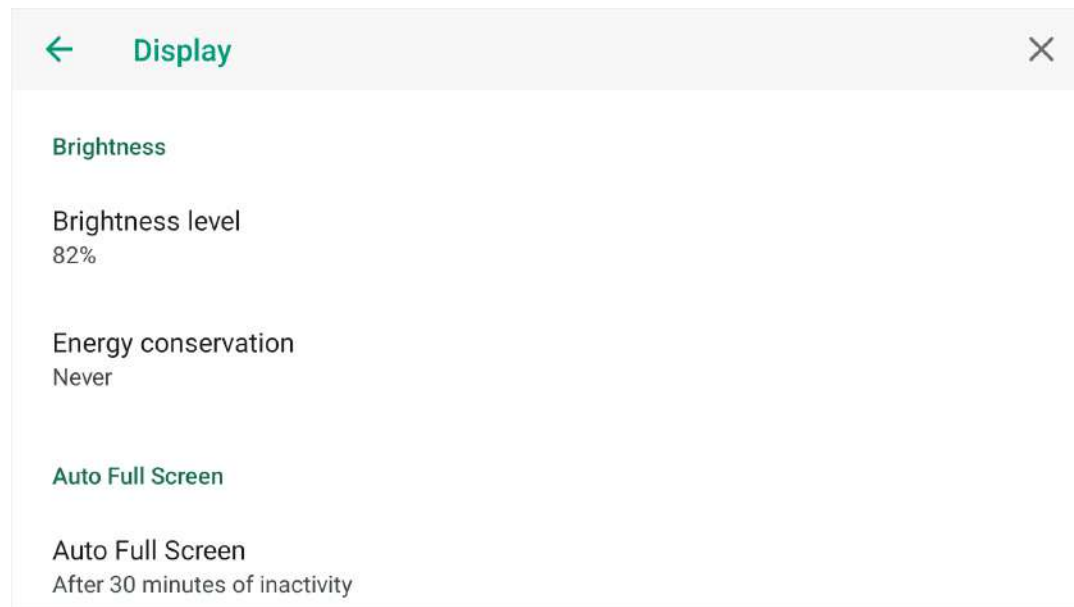 Display
Brightness
Brightness level
82%
Energy conservation
Never
Auto Full Screen
Auto Full Screen
After 30 minutes of inactivity